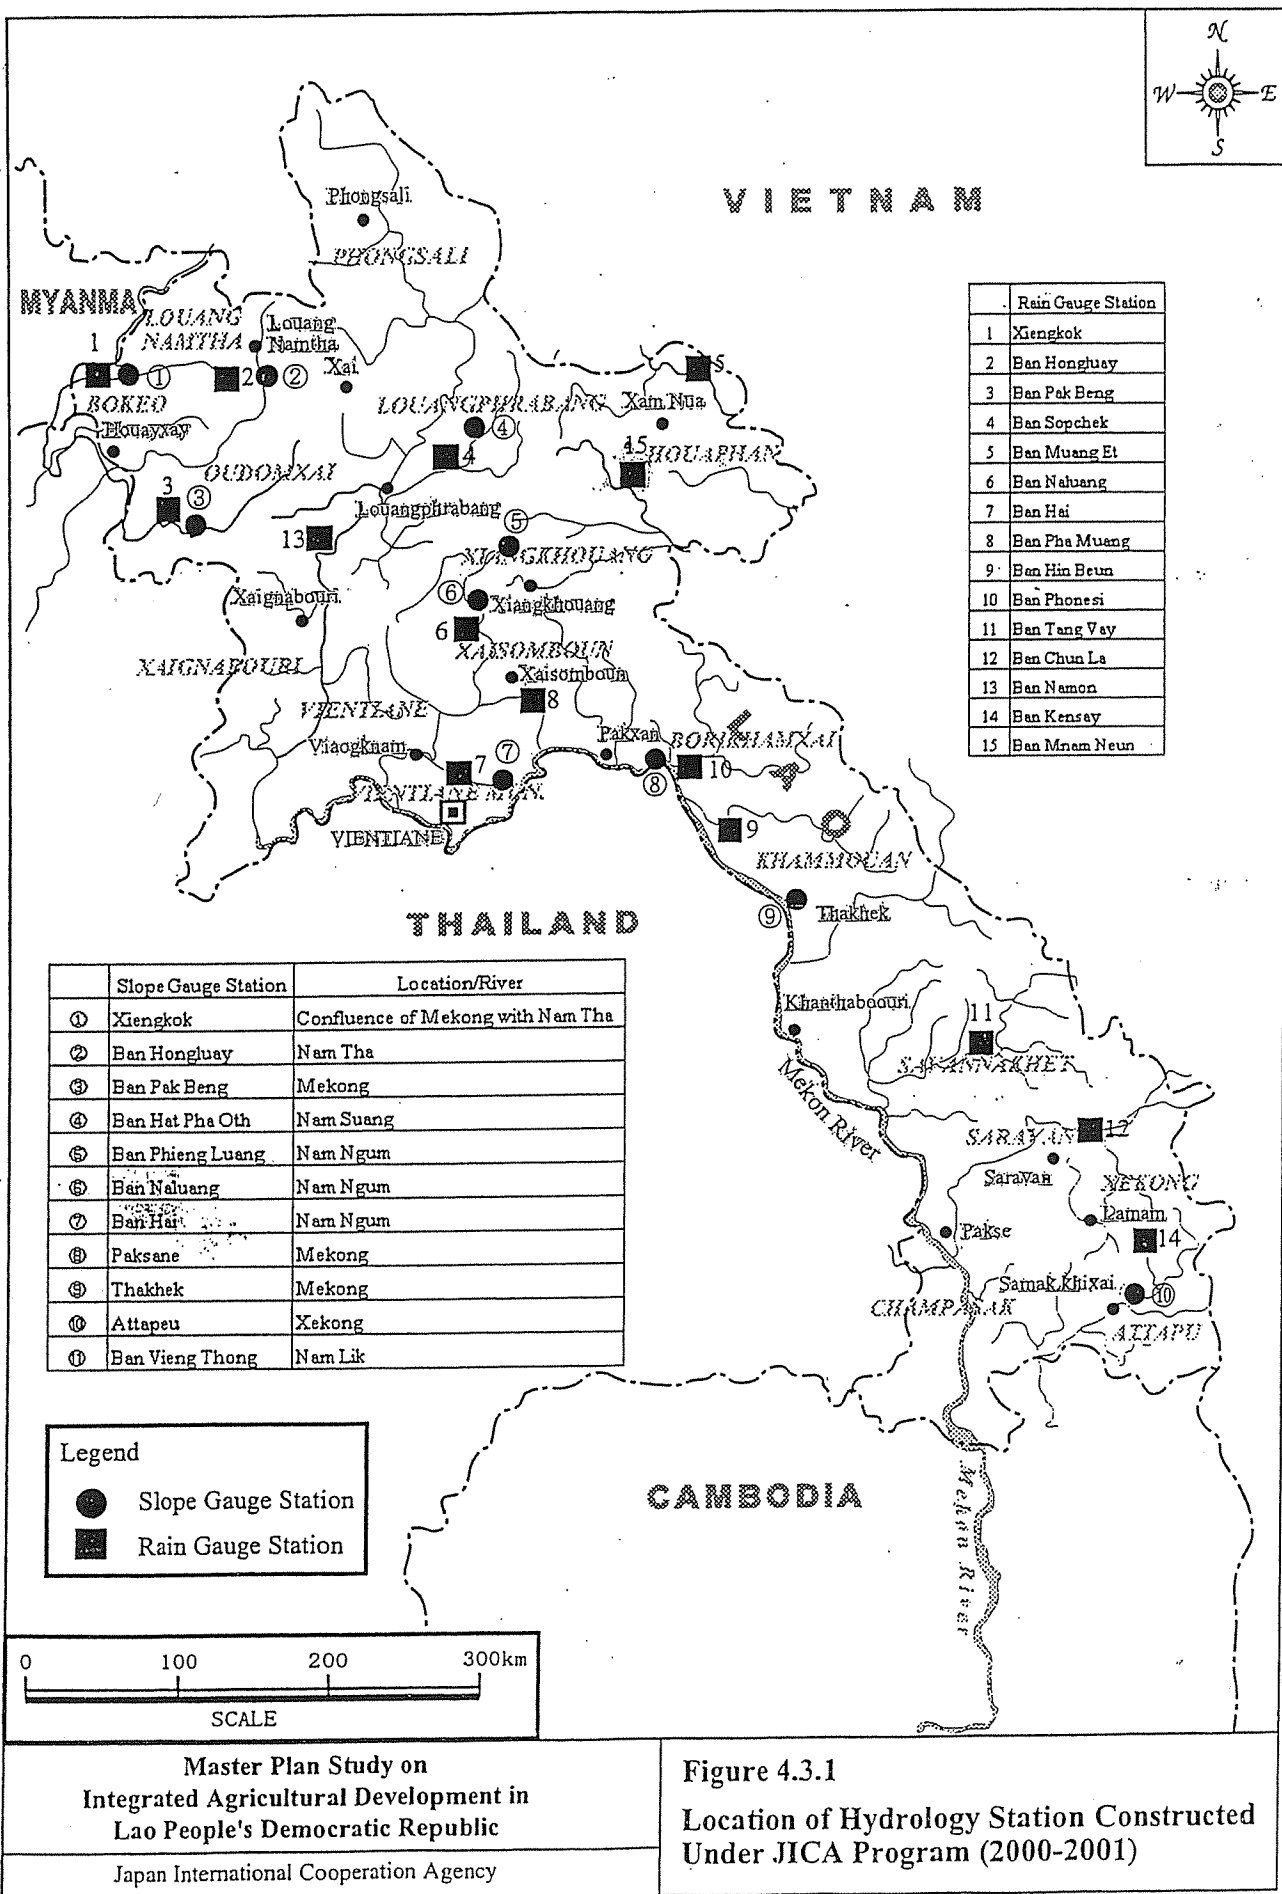 N
W E
S
VIETNAM
Phongsali
PHONGSALI
MYANMA
LOUANG
NAMTHA
Louang
Namtha
Xai
1
①
2
②
BOKEO
Houayxay
LOUANGPHRABANG
Xam Nua
5
④
4
15
HOUAPHAN
OUDOMXAI
3
③
Louangphrabang
13
⑤
XIANGKHOUANG
Xaignabouri
⑥
Xiangkhouang
6
XAISOMBOUN
XAIGNABOURI
Xaisomboun
8
VIENTIANE
Viaogknam
Pakxan
BORIKHAMXAI
L
A
O
7
⑦
⑧
10
VIENTIANE MUN.
VIENTIANE
9
KHAMMOUAN
⑨
Thakhek
THAILAND
Khanthaboouri
11
SAVANNAKHET
Mekon River
SARAVAN
12
Saravan
XEKONG
Lamam
Pakse
14
Samakkhixai
⑩
CHAMPASAK
ATTAPU
CAMBODIA
Mekon River
Rain Gauge Station
1 Xiengkok
2 Ban Hongluay
3 Ban Pak Beng
4 Ban Sopchek
5 Ban Muang Et
6 Ban Naluang
7 Ban Hai
8 Ban Pha Muang
9 Ban Hin Beun
10 Ban Phonesi
11 Ban Tang Vay
12 Ban Chun La
13 Ban Namon
14 Ban Kensay
15 Ban Mnam Neun
Slope Gauge Station Location/River
① Xiengkok Confluence of Mekong with Nam Tha
② Ban Hongluay Nam Tha
③ Ban Pak Beng Mekong
④ Ban Hat Pha Oth Nam Suang
⑤ Ban Phieng Luang Nam Ngum
⑥ Ban Naluang Nam Ngum
⑦ Ban Hai Nam Ngum
⑧ Paksane Mekong
⑨ Thakhek Mekong
⑩ Attapeu Xekong
⑪ Ban Vieng Thong Nam Lik
Legend
Slope Gauge Station
Rain Gauge Station
0 100 200 300km
SCALE
Master Plan Study on
Integrated Agricultural Development in
Lao People's Democratic Republic
Japan International Cooperation Agency
Figure 4.3.1
Location of Hydrology Station Constructed
Under JICA Program (2000-2001)